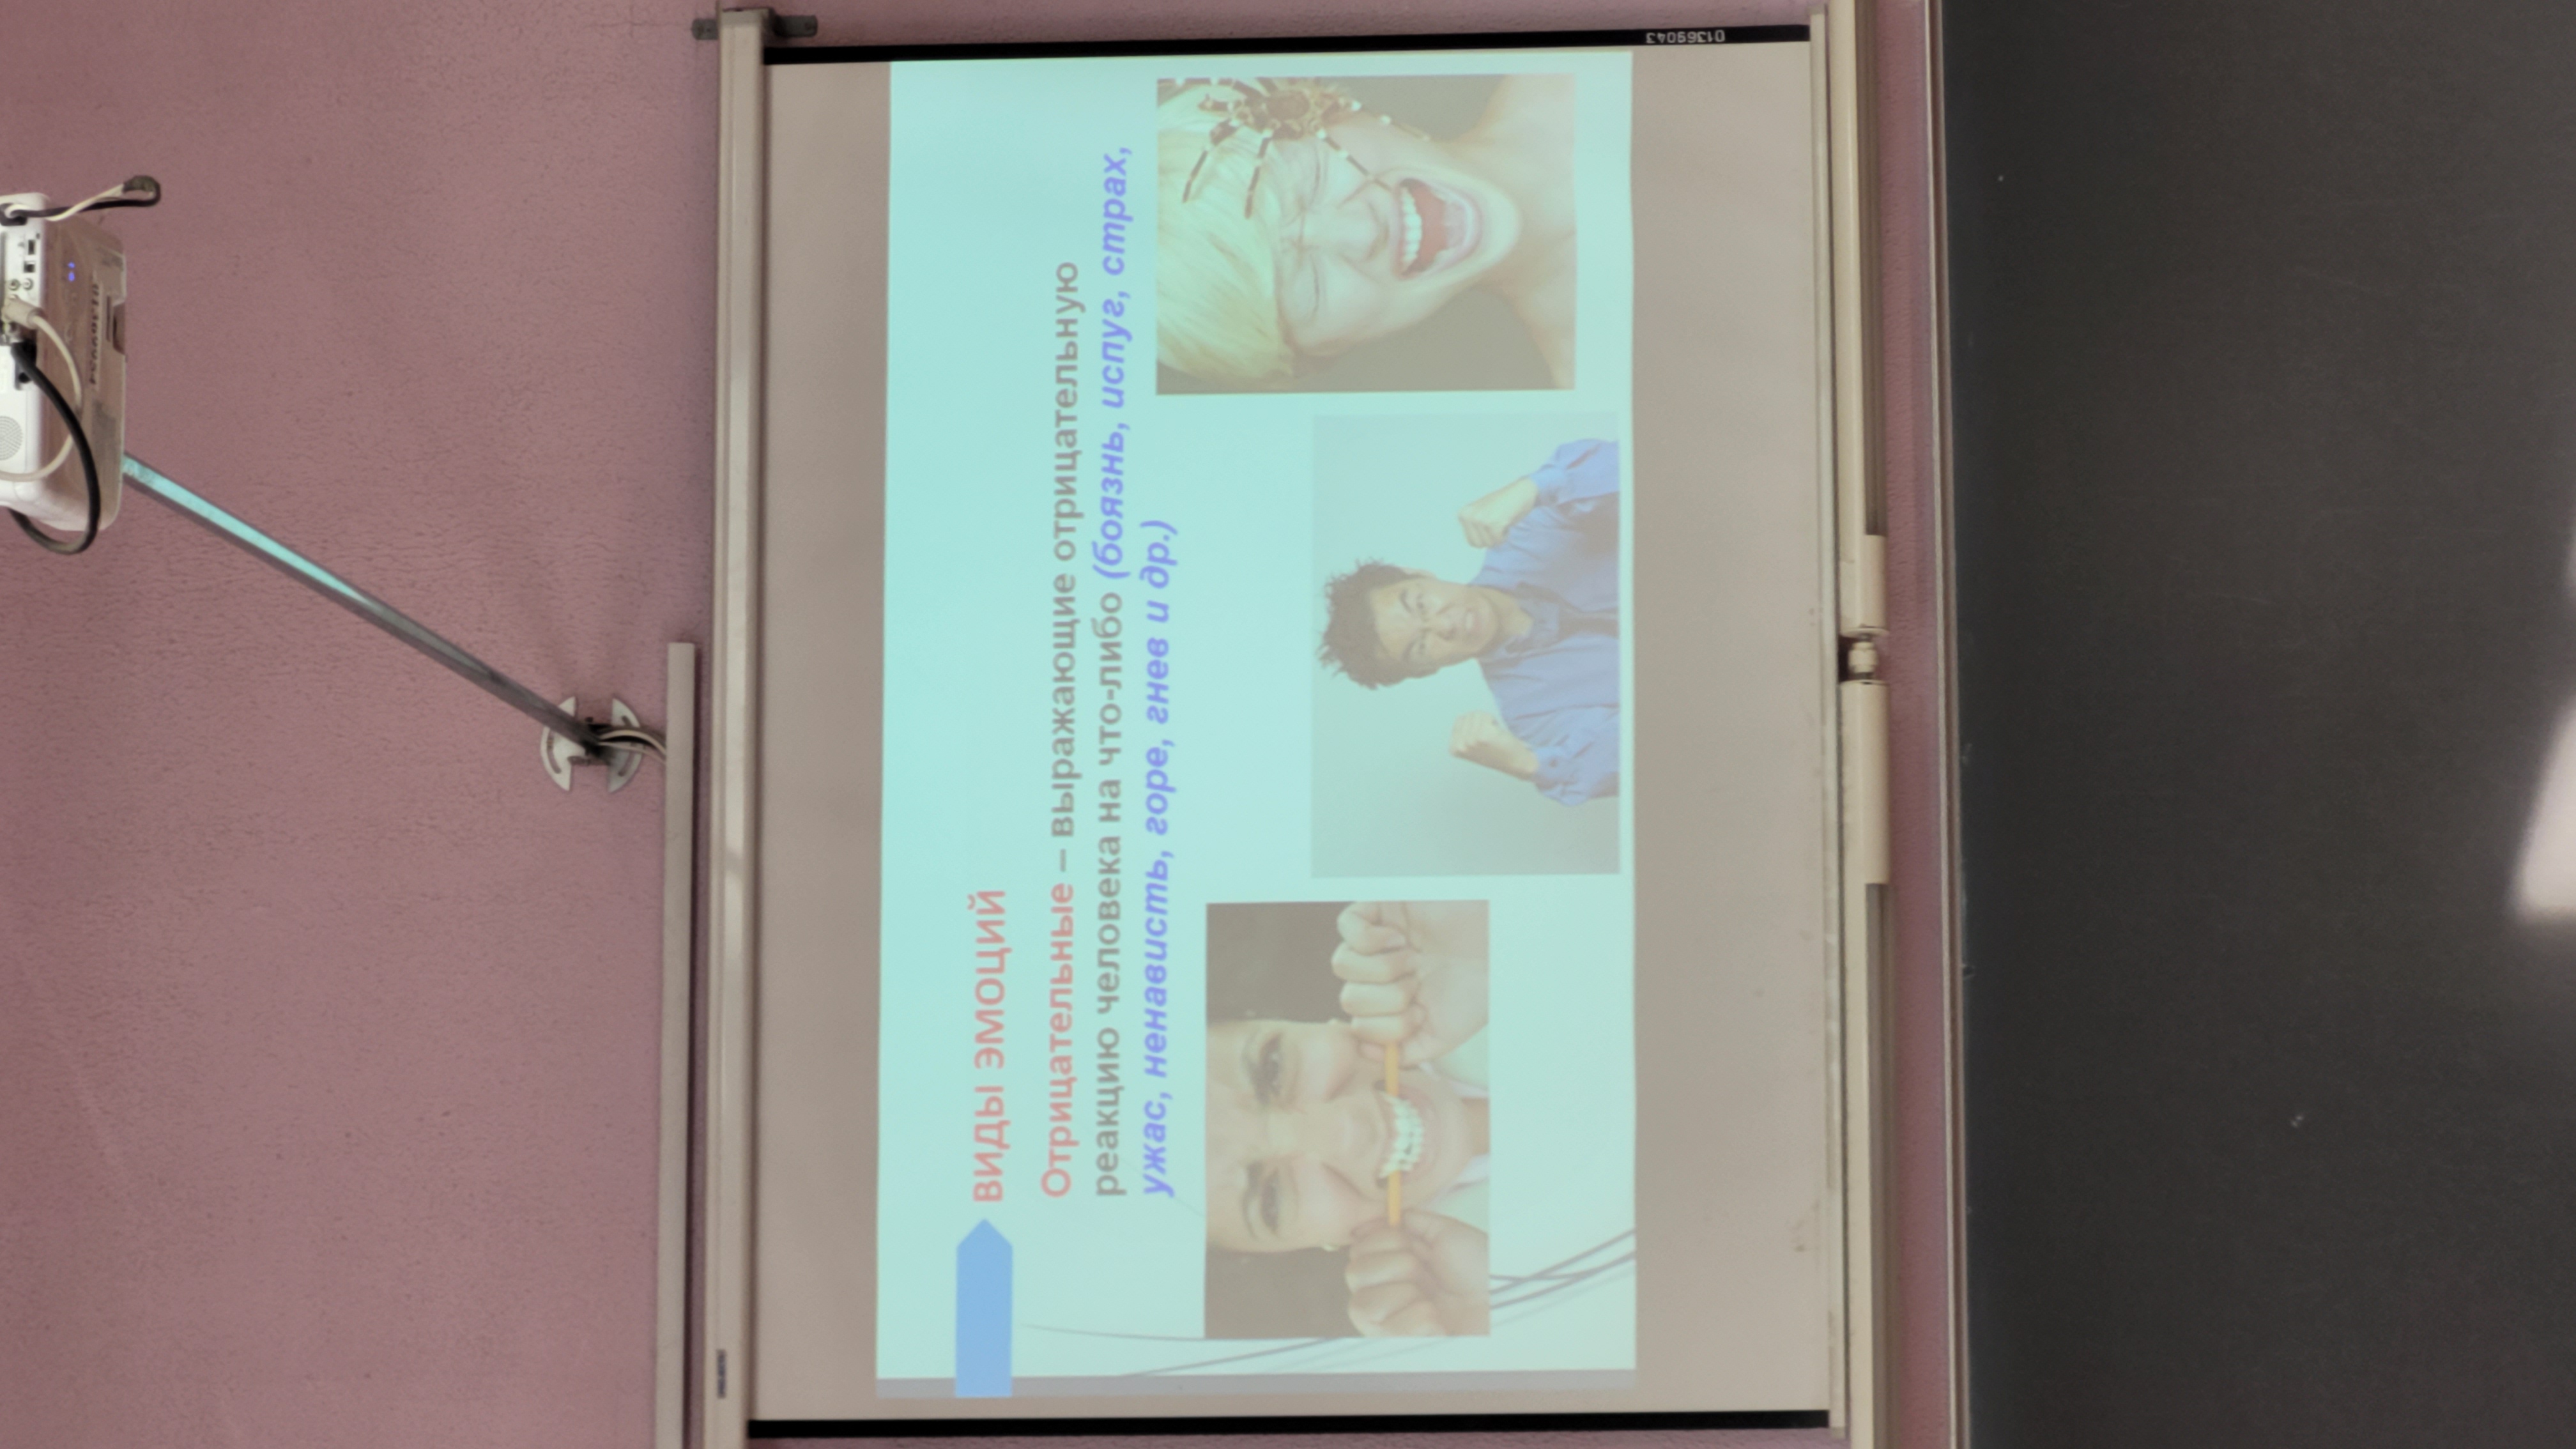 ВИДЫ ЭМОЦИЙ
Отрицательные – выражающие отрицательную
реакцию человека на что-либо (боязнь, испуг, страх,
ужас, ненависть, горе, гнев и др.)
01369043